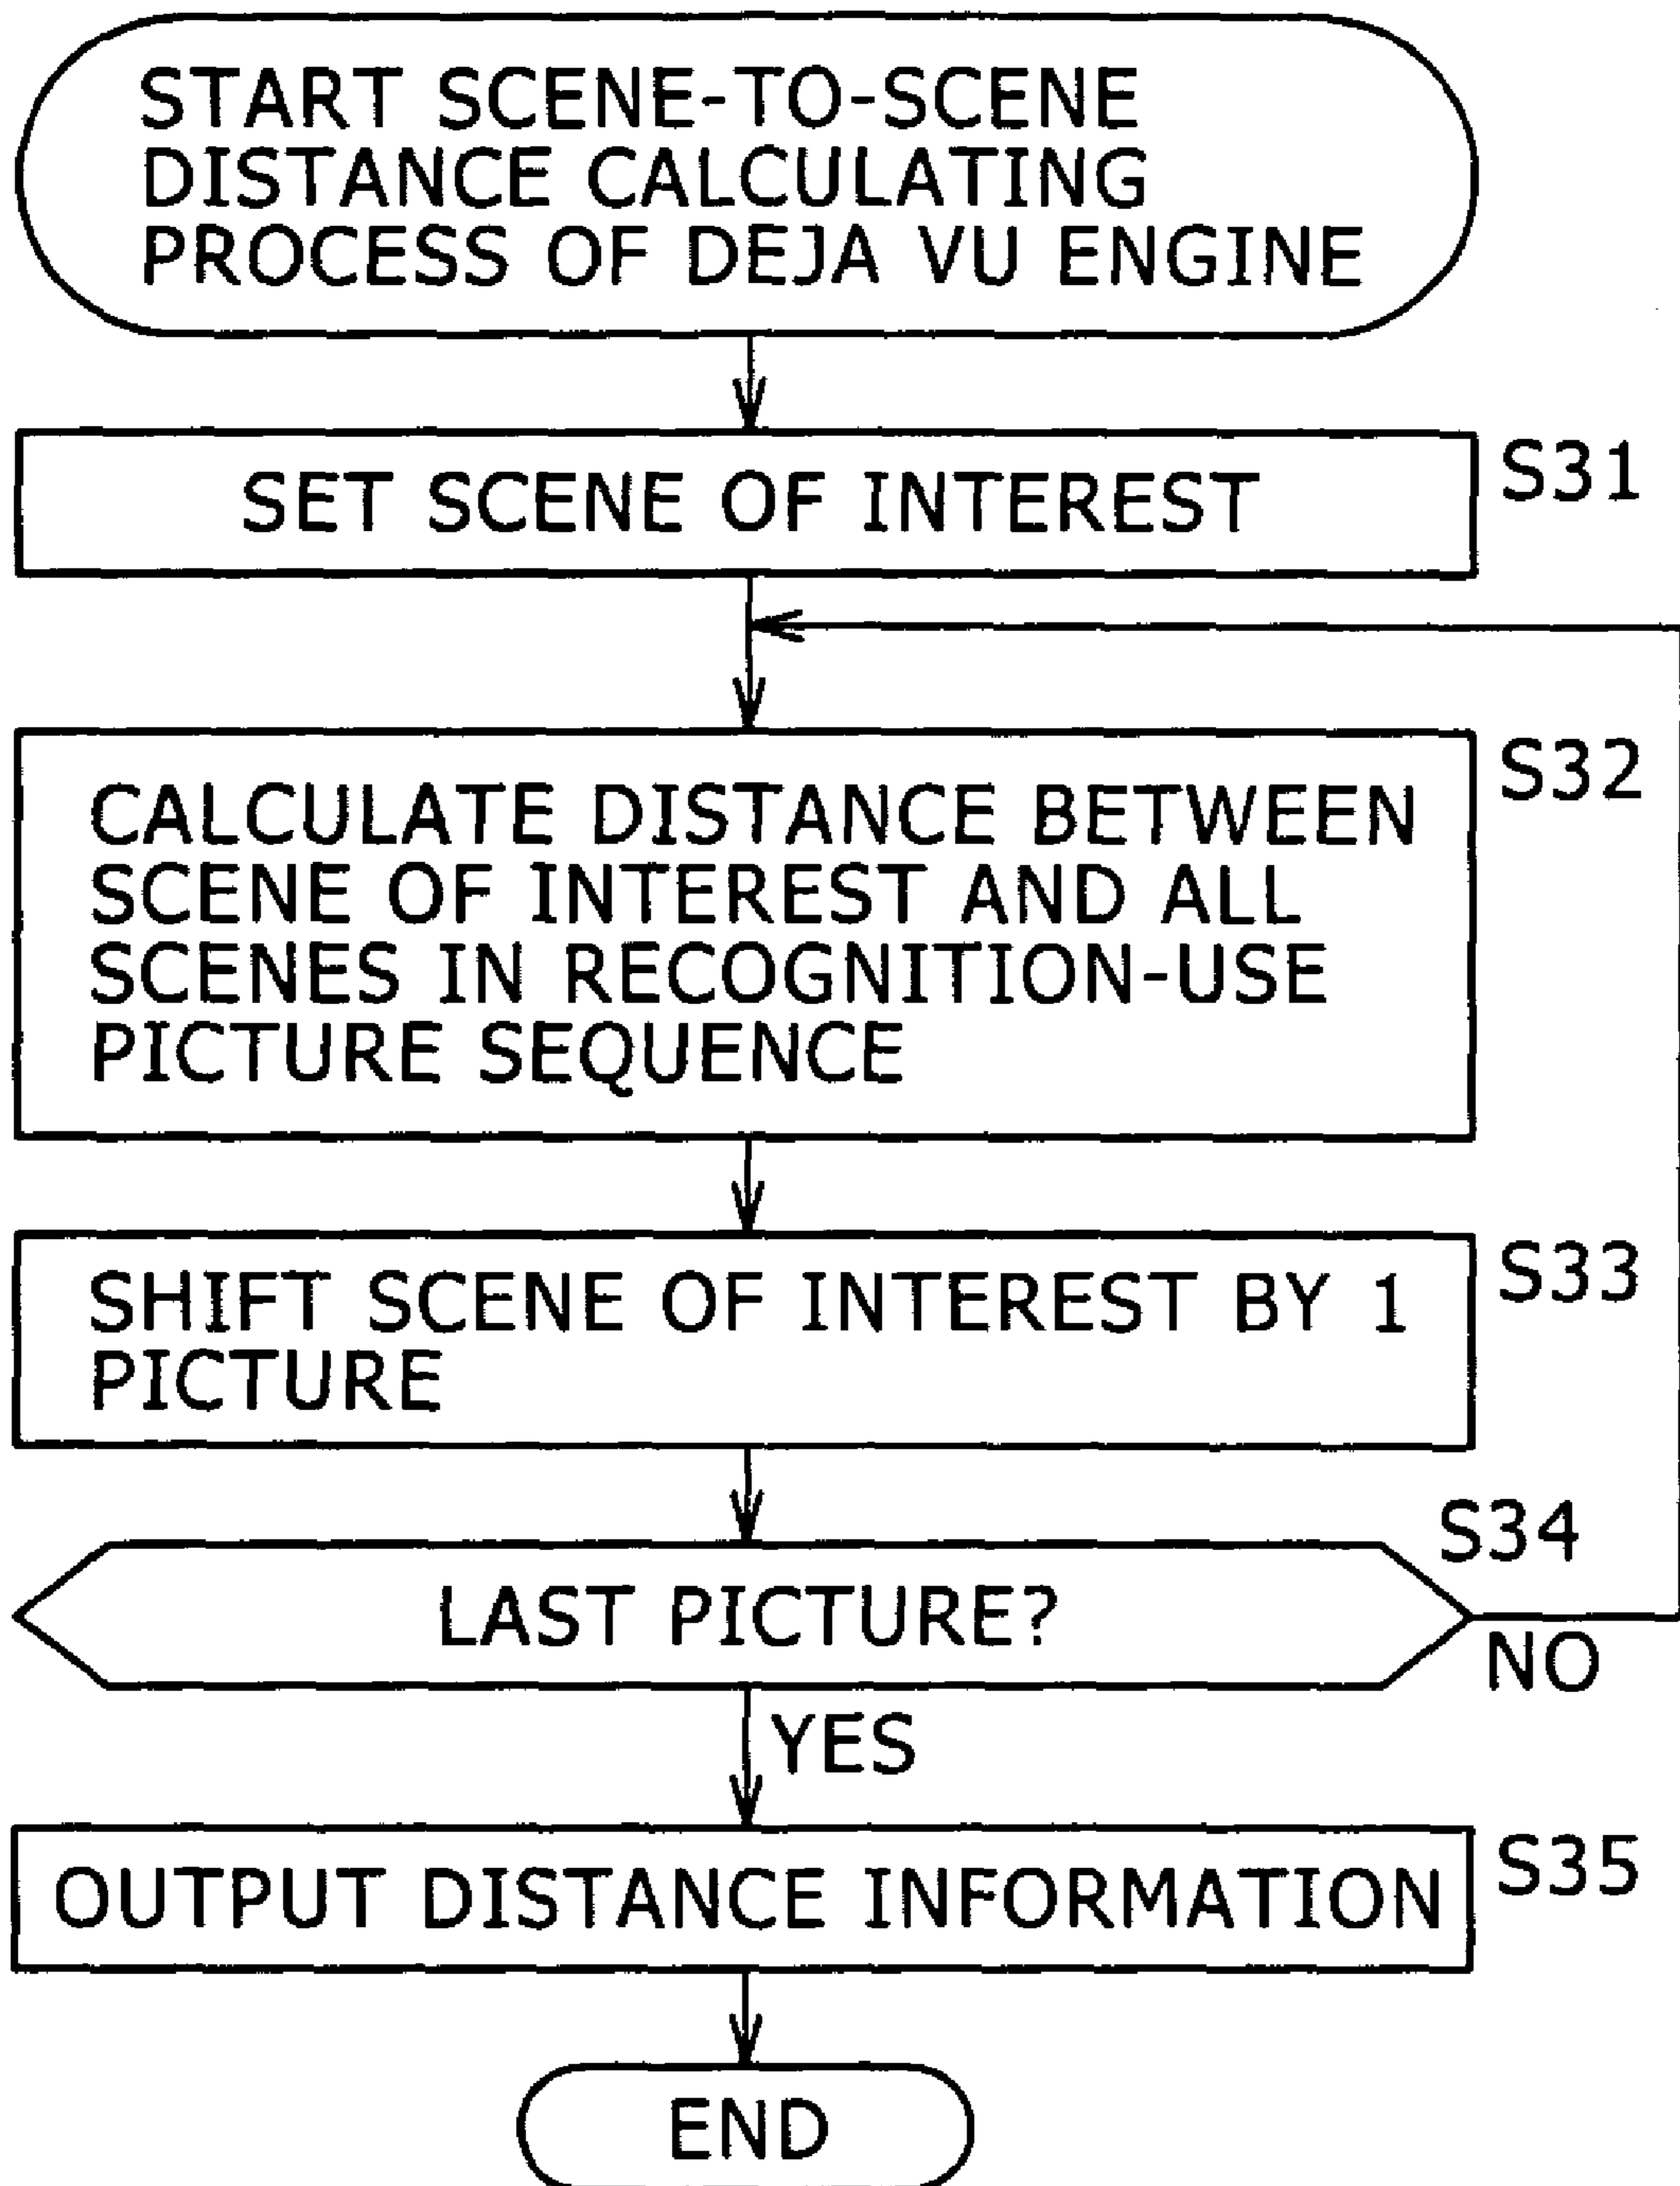 START SCENE-TO-SCENE
DISTANCE CALCULATING
PROCESS OF DEJA VU ENGINE
SET SCENE OF INTEREST
S31
CALCULATE DISTANCE BETWEEN
SCENE OF INTEREST AND ALL
SCENES IN RECOGNITION-USE
PICTURE SEQUENCE
S32
SHIFT SCENE OF INTEREST BY 1
PICTURE
S33
LAST PICTURE?
S34
NO
YES
OUTPUT DISTANCE INFORMATION
S35
END